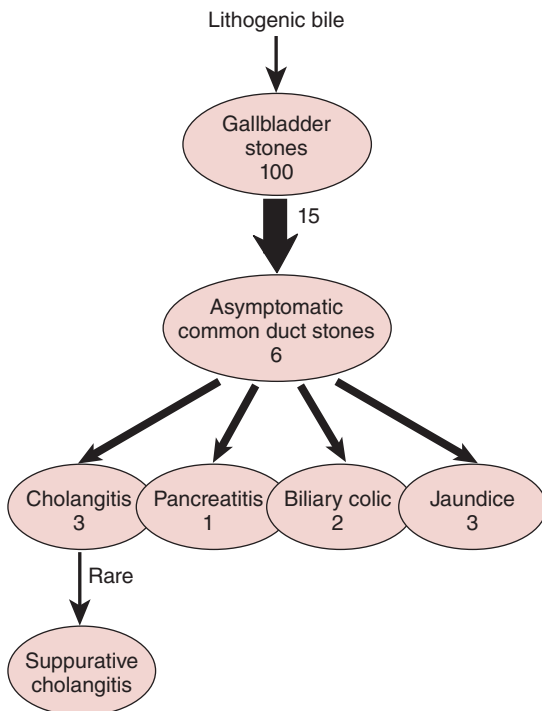 Lithogenic bile
Gallbladder
stones
100
15
Asymptomatic
common duct stones
6
Cholangitis
3
Pancreatitis
1
Biliary colic
2
Jaundice
3
Rare
Suppurative
cholangitis